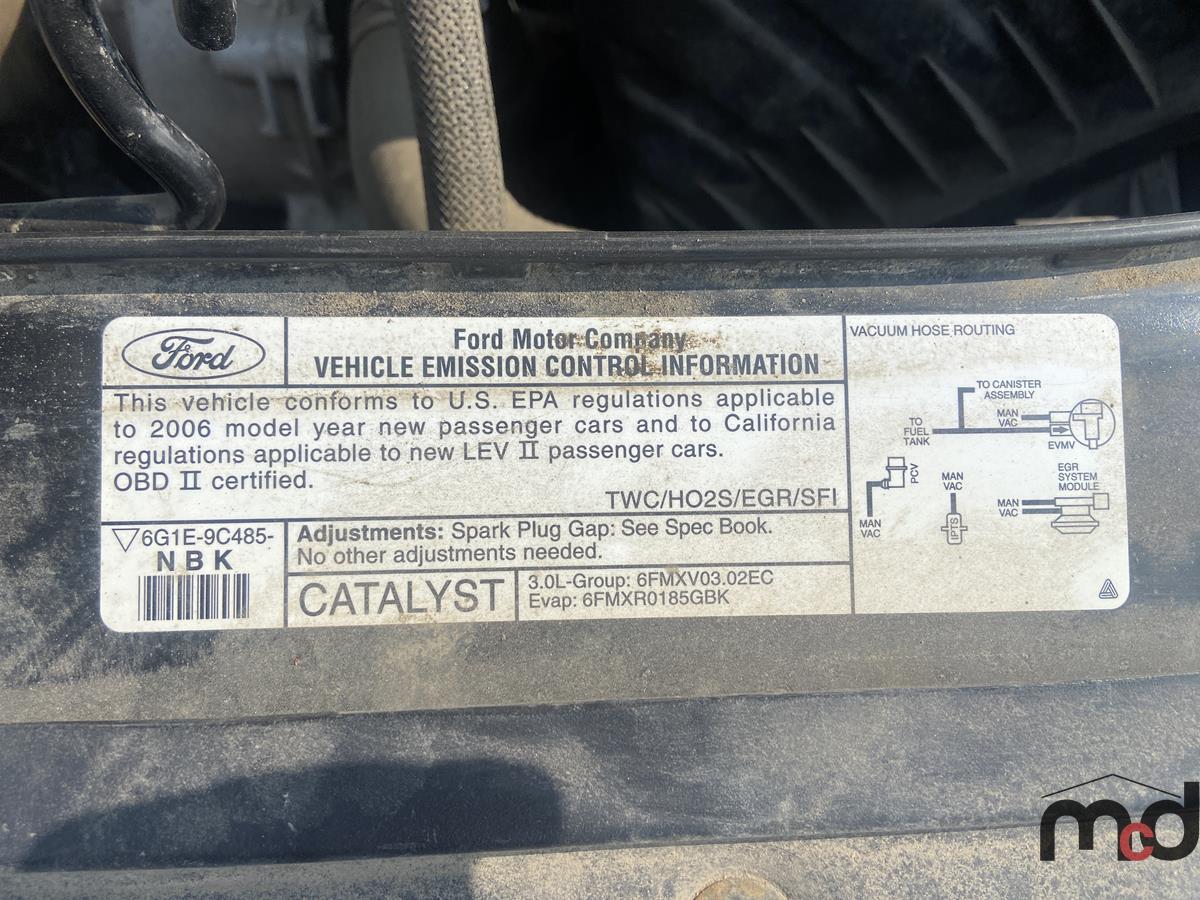 Ford
Ford Motor Company
VEHICLE EMISSION CONTROL INFORMATION
This vehicle conforms to U.S. EPA regulations applicable
to 2006 model year new passenger cars and to California
regulations applicable to new LEV II passenger cars.
OBD II certified.
TWC/HO2S/EGR/SFI
6G1E-9C485-
NBK
Adjustments: Spark Plug Gap: See Spec Book.
No other adjustments needed.
CATALYST
3.0L-Group: 6FMXV03.02EC
Evap: 6FMXR0185GBK
VACUUM HOSE ROUTING
TO CANISTER
ASSEMBLY
MAN
VAC
TO
FUEL
TANK
EVMV
PCV
MAN
VAC
MAN
VAC
IPTS
EGR
SYSTEM
MODULE
MAN
VAC
mcd